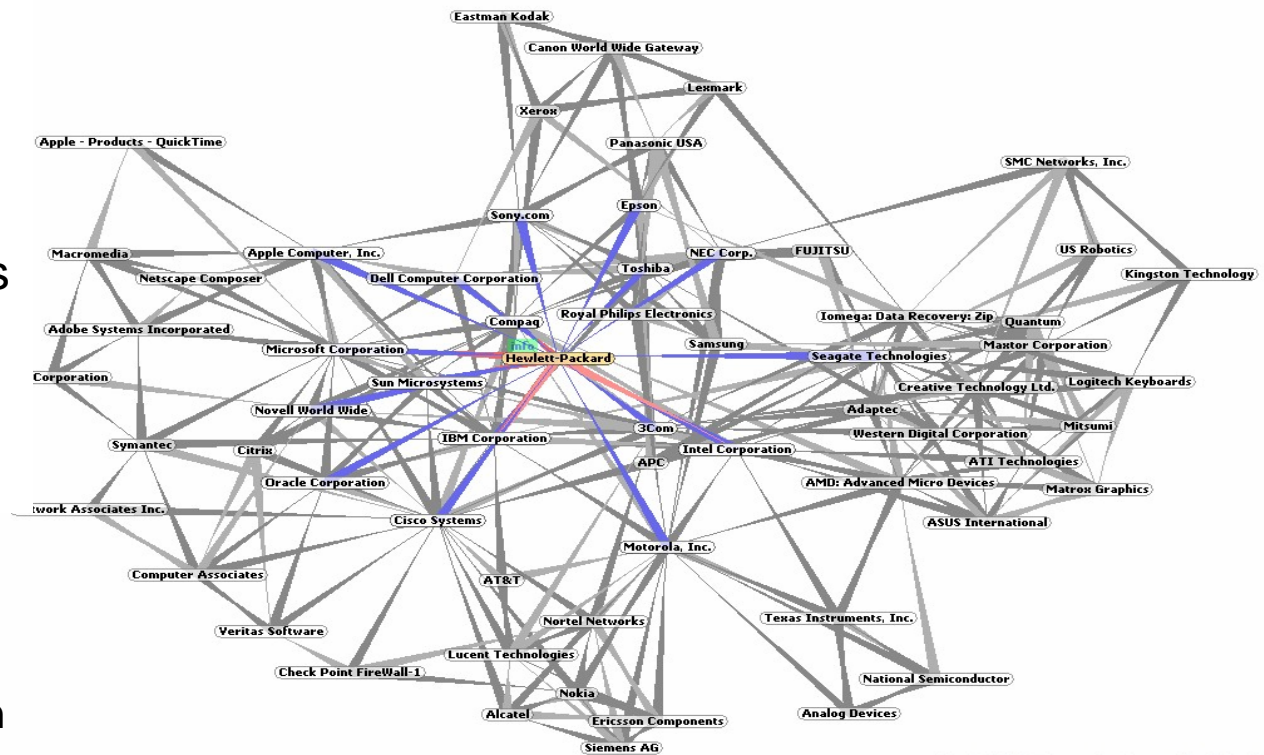 Eastman Kodak
Canon World Wide Gateway
Lexmark
Xerox
Apple - Products - QuickTime
Panasonic USA
SMC Networks, Inc.
Epson
Sony.com
Macromedia
Apple Computer, Inc.
NEC Corp.
FUJITSU
US Robotics
s
Netscape Composer
Dell Computer Corporation
Toshiba
Kingston Technology
Adobe Systems Incorporated
Compaq
Royal Philips Electronics
Iomega: Data Recovery: Zip
Quantum
Microsoft Corporation
Info
Hewlett-Packard
Samsung
Seagate Technologies
Maxtor Corporation
Corporation
Sun Microsystems
Creative Technology Ltd.
Logitech Keyboards
Novell World Wide
Adaptec
Symantec
Citrix
IBM Corporation
3Com
Intel Corporation
Western Digital Corporation
Mitsumi
APC
ATI Technologies
Oracle Corporation
AMD: Advanced Micro Devices
Matrox Graphics
twork Associates Inc.
Cisco Systems
ASUS International
Motorola, Inc.
Computer Associates
AT&T
Veritas Software
Nortel Networks
Texas Instruments, Inc.
Check Point FireWall-1
Lucent Technologies
National Semiconductor
Nokia
Alcatel
Ericsson Components
Analog Devices
n
Siemens AG